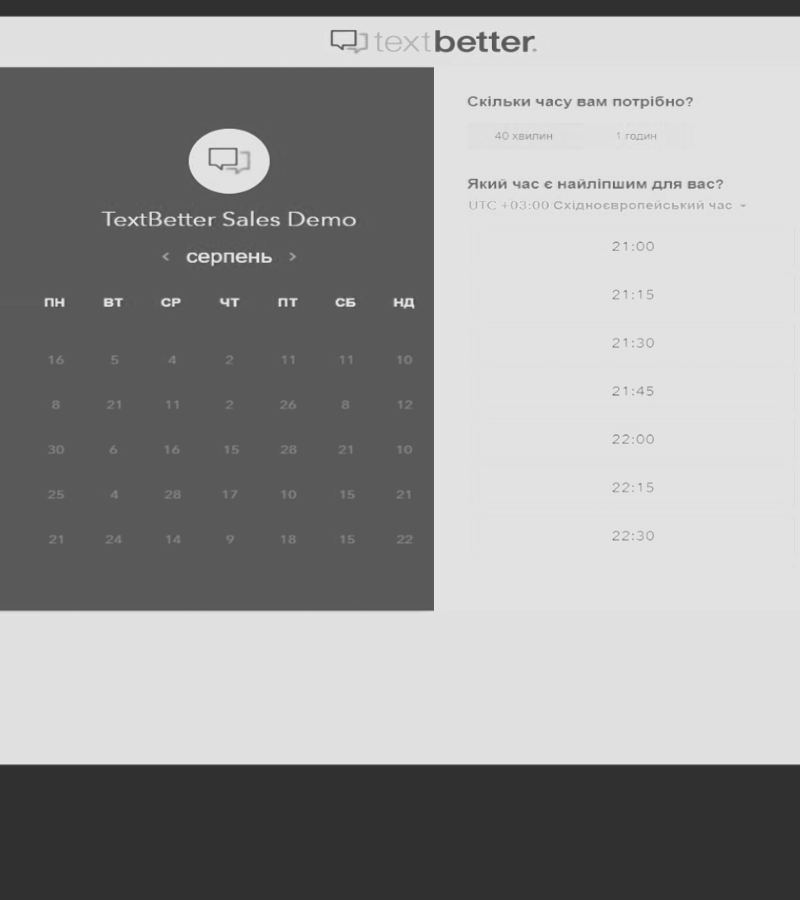 textbetter.
TextBetter Sales Demo
< серпень >
ПН ВТ СР ЧТ ПТ СБ НД
16 5 4 2 11 11 10
8 21 11 2 26 8 12
30 6 16 15 28 21 10
25 4 28 17 10 15 21
21 24 14 9 18 15 22
Скільки часу вам потрібно?
40 хвилин 1 годин
Який час є найліпшим для вас?
UTC +03:00 Східноєвропейський час
21:00
21:15
21:30
21:45
22:00
22:15
22:30